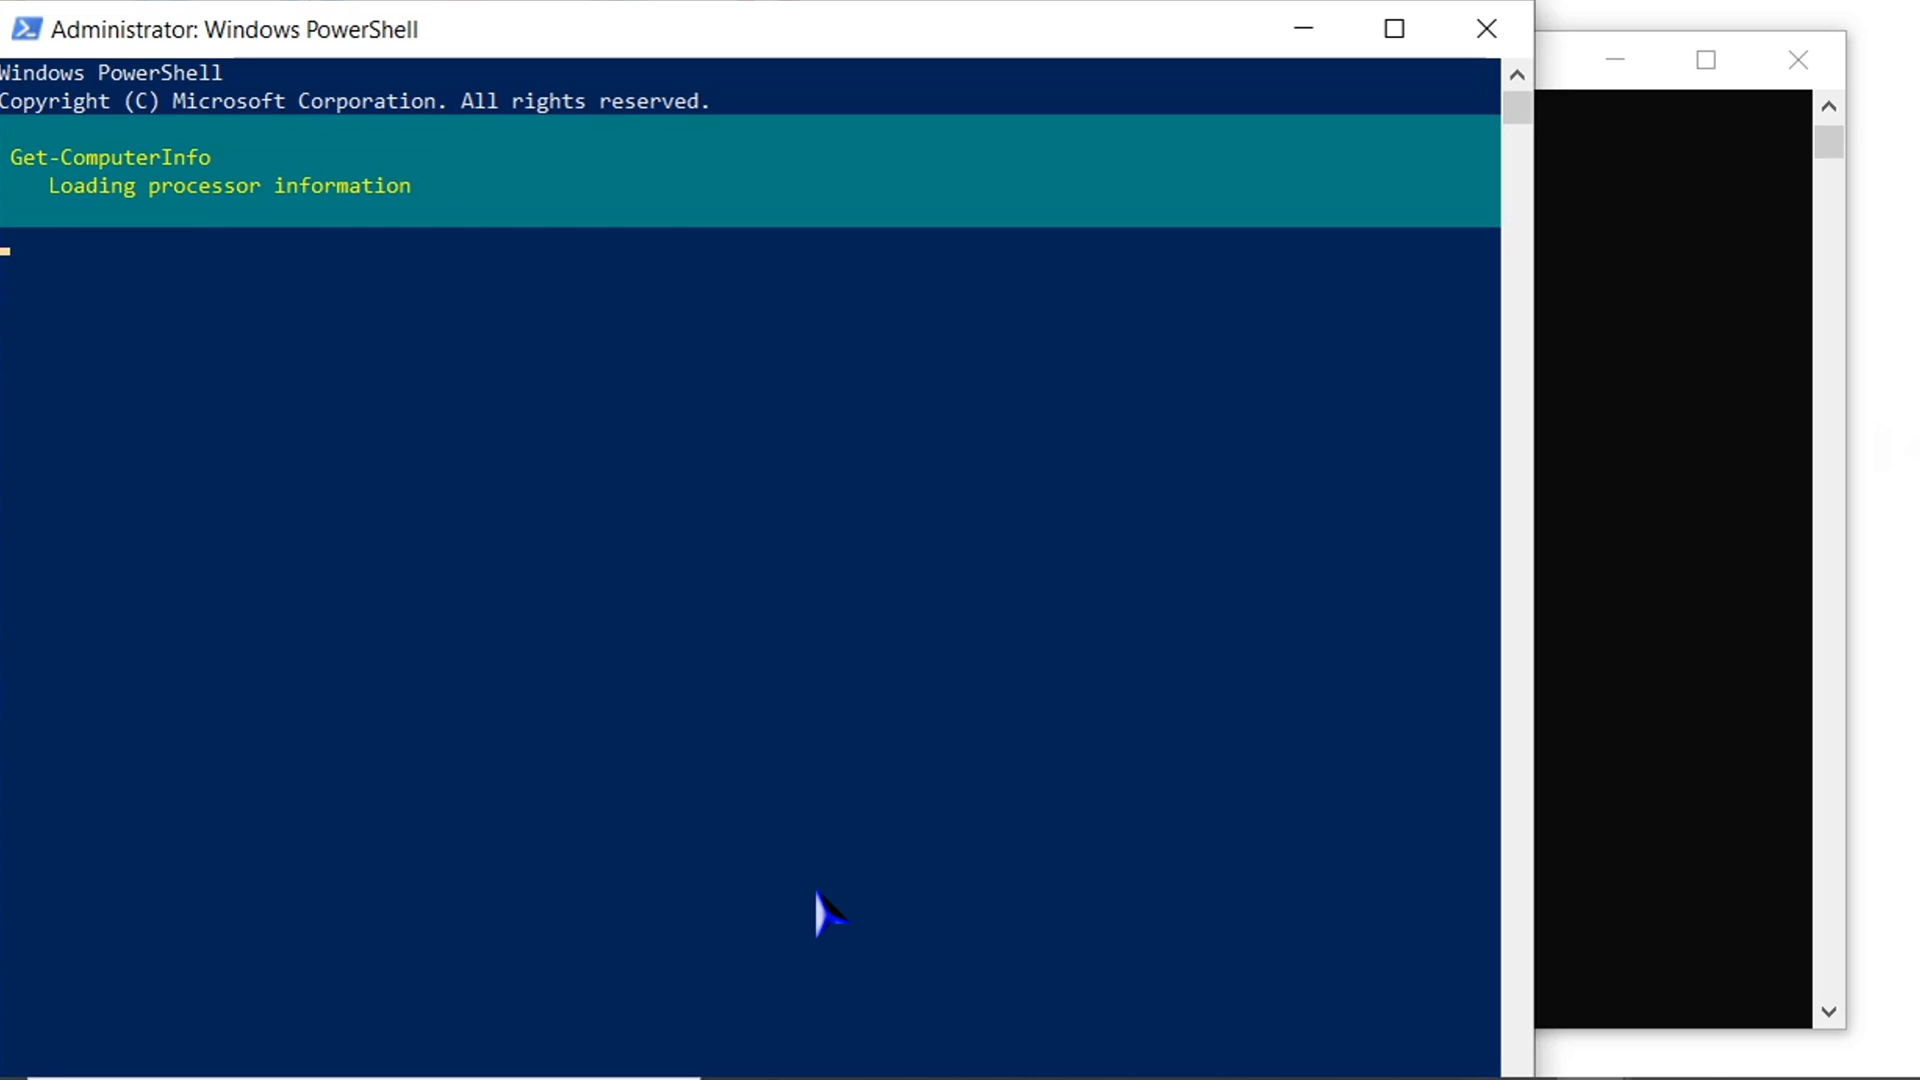 Administrator: Windows PowerShell
Windows PowerShell
Copyright (C) Microsoft Corporation. All rights reserved.
Get-ComputerInfo
Loading processor information